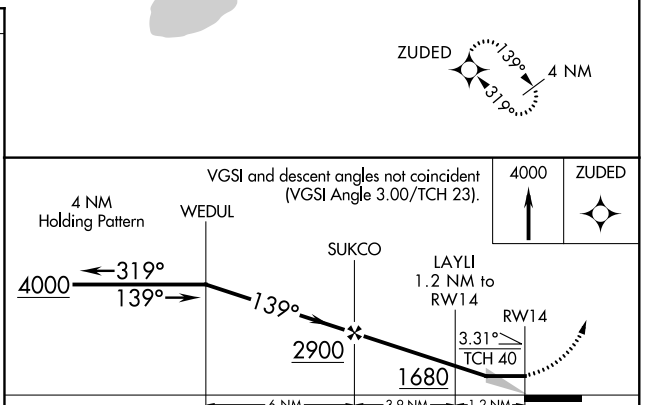 ZUDED
139°
4 NM
319°
VGSI and descent angles not coincident
(VGSI Angle 3.00/TCH 23).
4000
ZUDED
4 NM
Holding Pattern
WEDUL
SUKCO
LAYLI
1.2 NM to
RW14
RW14
4000
319°
139°
139°
2900
1680
3.31°
TCH 40
6 NM
3.9 NM
1.2 NM